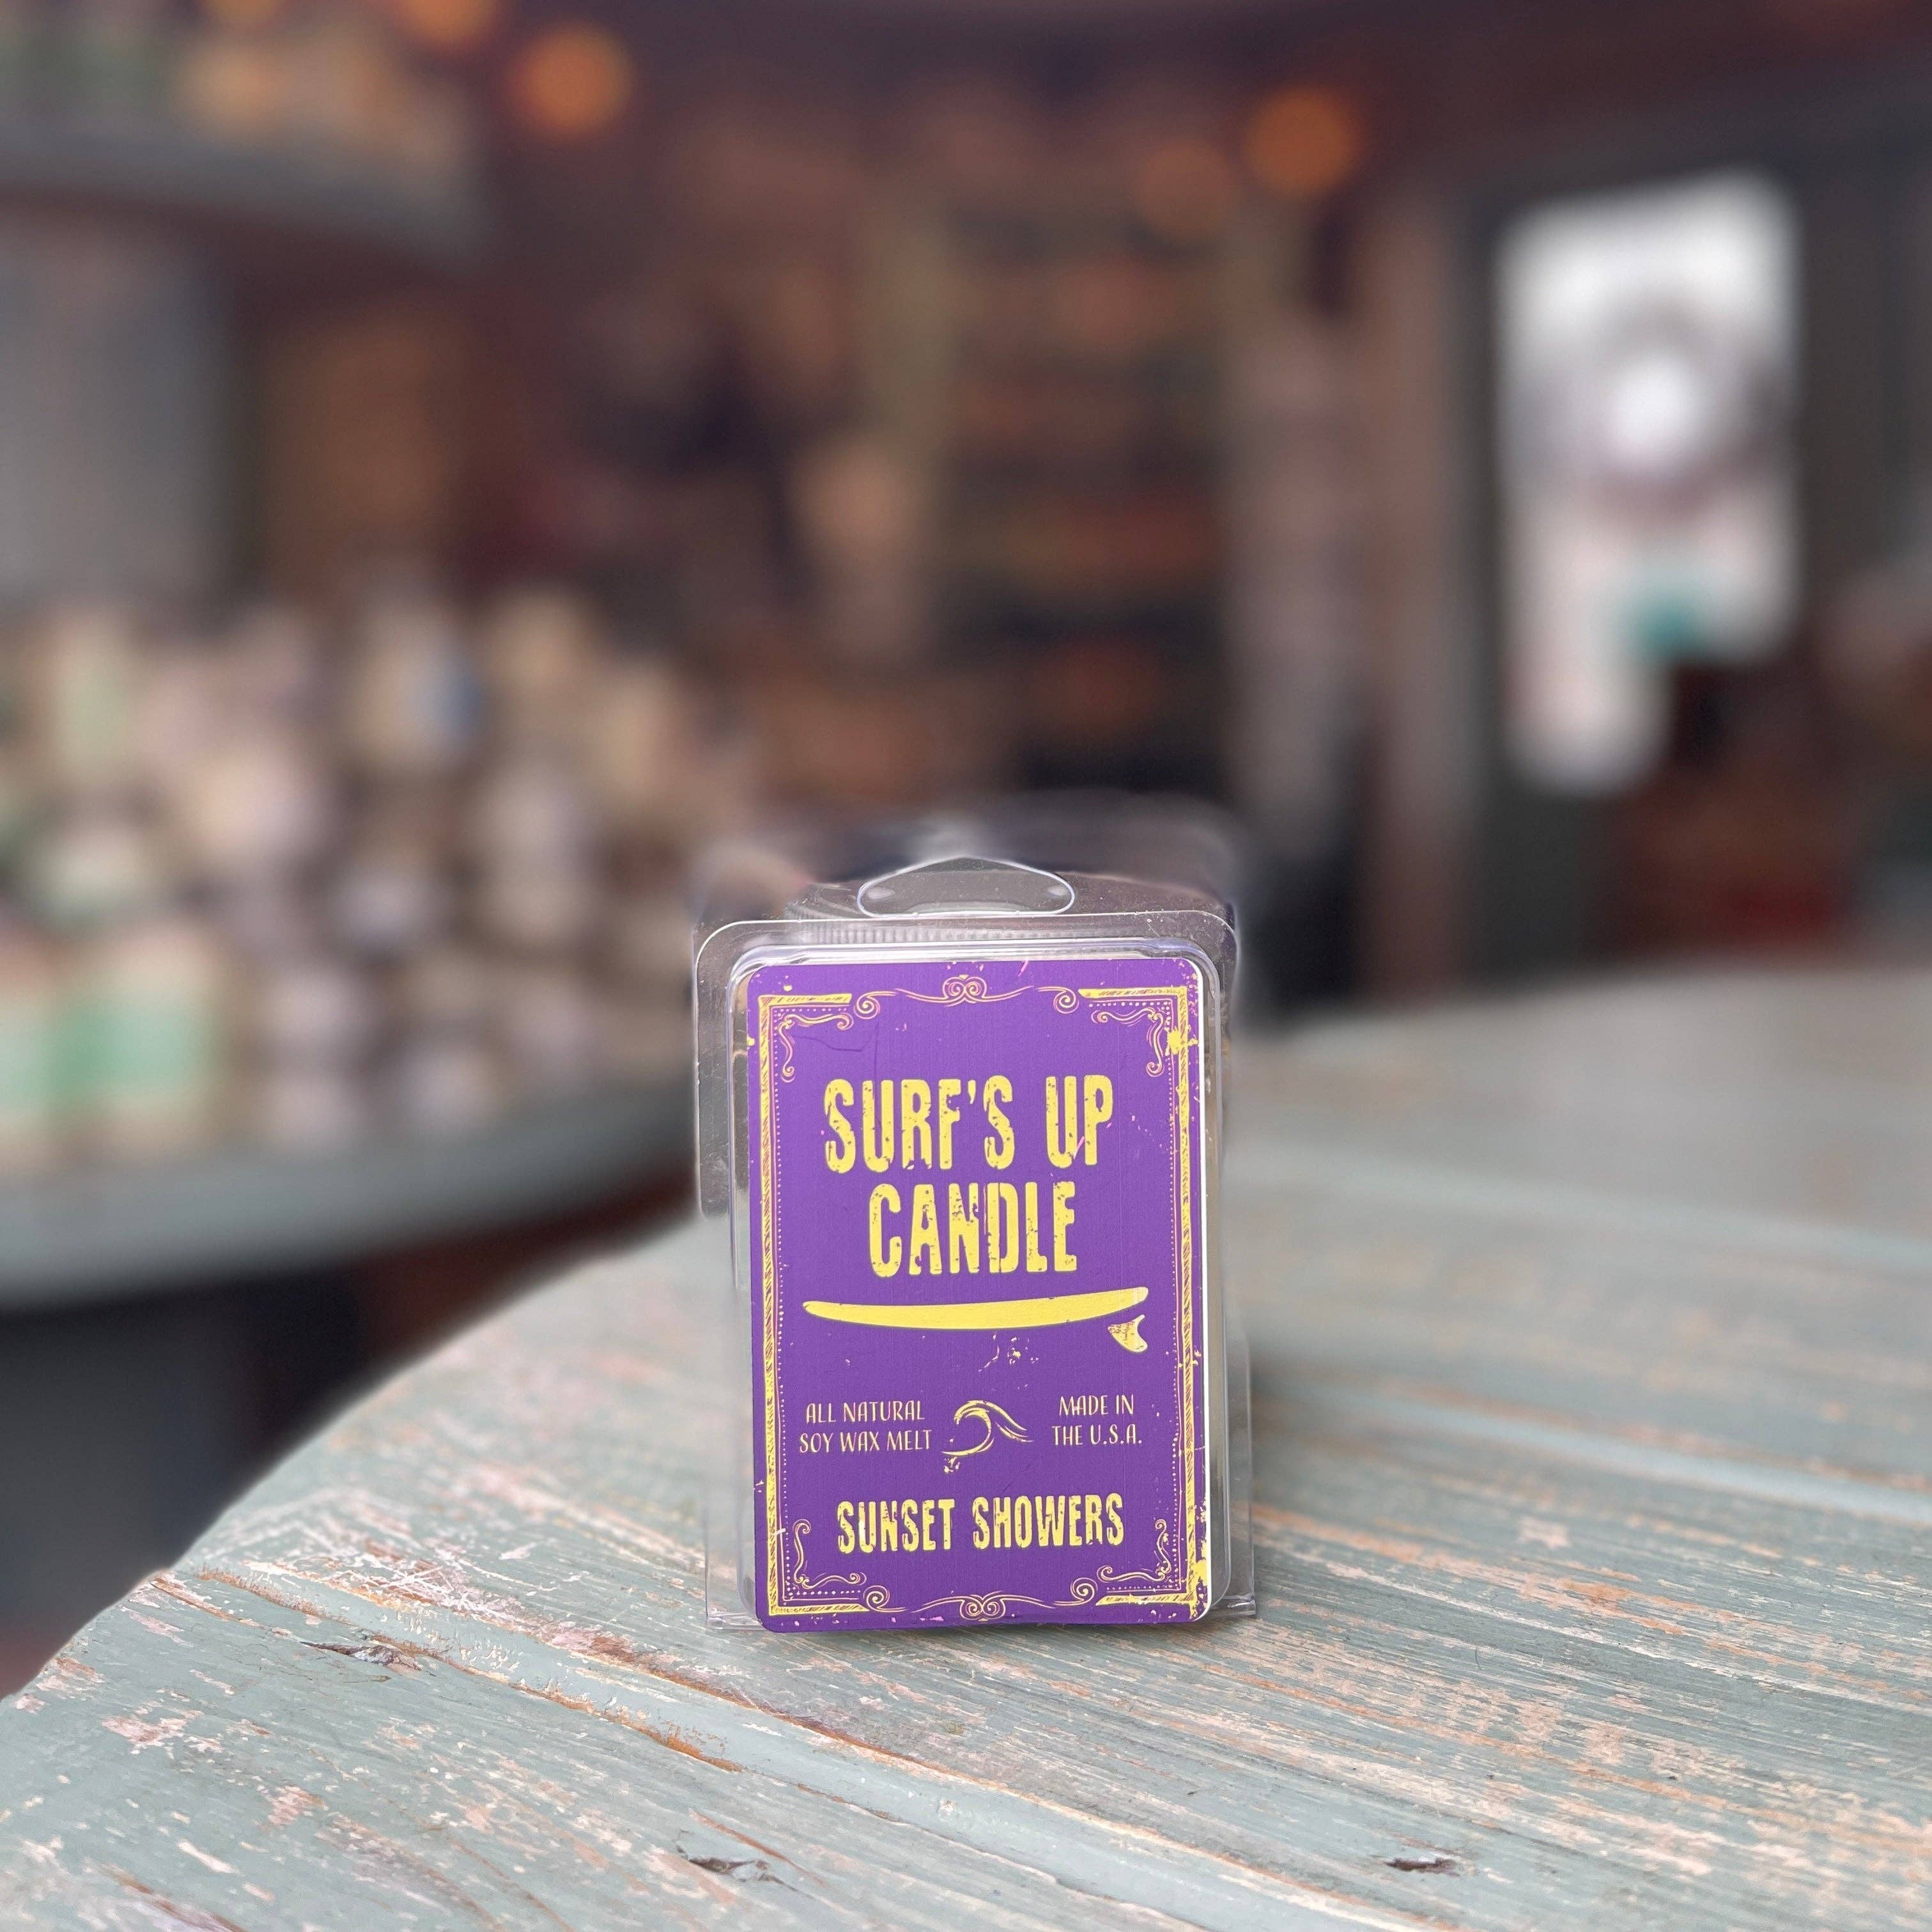 SURF'S UP
CANDLE
ALL NATURAL
SOY WAX MELT
MADE IN
THE U.S.A.
SUNSET SHOWERS